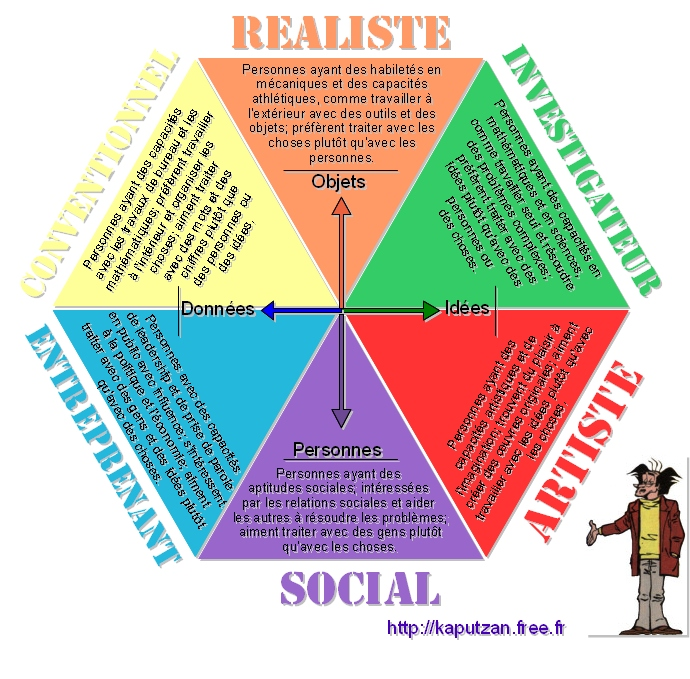 REALISTE
Personnes ayant des habiletés en
mécaniques et des capacités
athlétiques, comme travailler à
l'extérieur avec des outils et des
objets; préfèrent traiter avec les
choses plutôt qu'avec les
personnes.
Objets
INVESTIGATEUR
Personnes ayant des capacités en
mathématiques et en sciences,
comme travailler seul et résoudre
des problèmes complexes;
préfèrent traiter avec des
idées plutôt qu'avec des
personnes ou
des choses.
Idées
ARTISTE
Personnes ayant des
capacités artistiques et de
l'imagination; trouvent du plaisir à
créer des œuvres originales; aiment
travailler avec les idées plutôt qu'avec
les choses.
SOCIAL
Personnes
Personnes ayant des
aptitudes sociales; intéressées
par les relations sociales et aider
les autres à résoudre les problèmes;
aiment traiter avec des gens plutôt
qu'avec les choses.
ENTREPRENANT
Personnes avec des capacités
de leadership et de prise de parole
en public avec influence; s'intéressent
à la politique et l'économie; aiment
traiter avec des gens et des idées plutôt
qu'avec des choses.
CONVENTIONNEL
Personnes ayant des capacités
avec les travaux de bureau et les
mathématiques; préfèrent travailler
à l'intérieur et organiser les
choses; aiment traiter
avec des mots et des
chiffres plutôt que
des personnes ou
des idées.
Données
http://kaputzan.free.fr